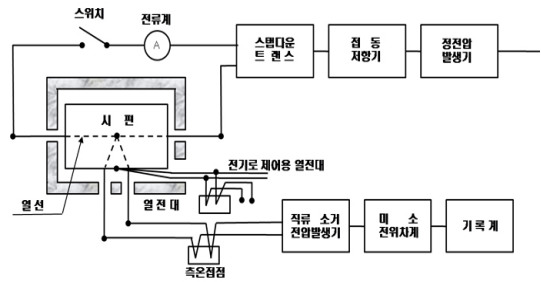 스위치
전류계
A
스탭다운
트 랜스
접 동
저항기
정전압
발생기
시 편
전기로 제어용 열전대
열 선
열 전 대
직류 소거
전압발생기
미 소
전위차계
기 록 계
측온접점